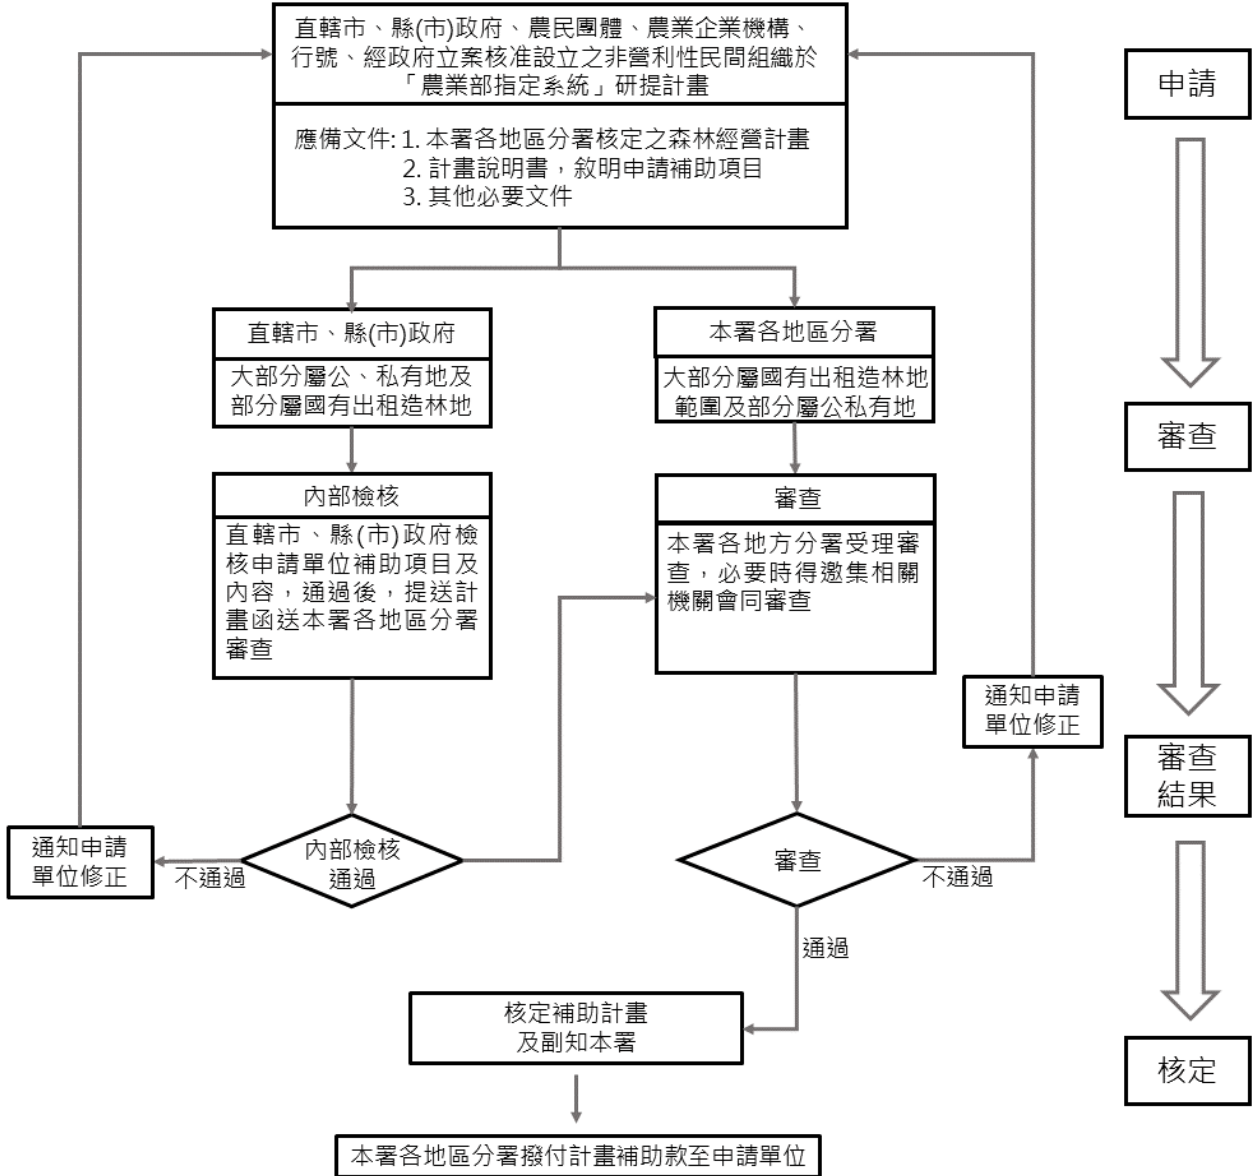 直轄市、縣(市)政府、農民團體、農業企業機構、
行號、經政府立案核准設立之非營利性民間組織於
「農業部指定系統」研提計畫
應備文件: 1. 本署各地區分署核定之森林經營計畫
2. 計畫說明書，敘明申請補助項目
3. 其他必要文件
直轄市、縣(市)政府
大部分屬公、私有地及
部分屬國有出租造林地
本署各地區分署
大部分屬國有出租造林地
範圍及部分屬公私有地
內部檢核
直轄市、縣(市)政府檢
核申請單位補助項目及
內容，通過後，提送計
畫函送本署各地區分署
審查
審查
本署各地方分署受理審
查，必要時得邀集相關
機關會同審查
通知申請
單位修正
不通過
內部檢核
通過
審查
不通過
通知申請
單位修正
通過
核定補助計畫
及副知本署
本署各地區分署撥付計畫補助款至申請單位
申請
審查
審查
結果
核定